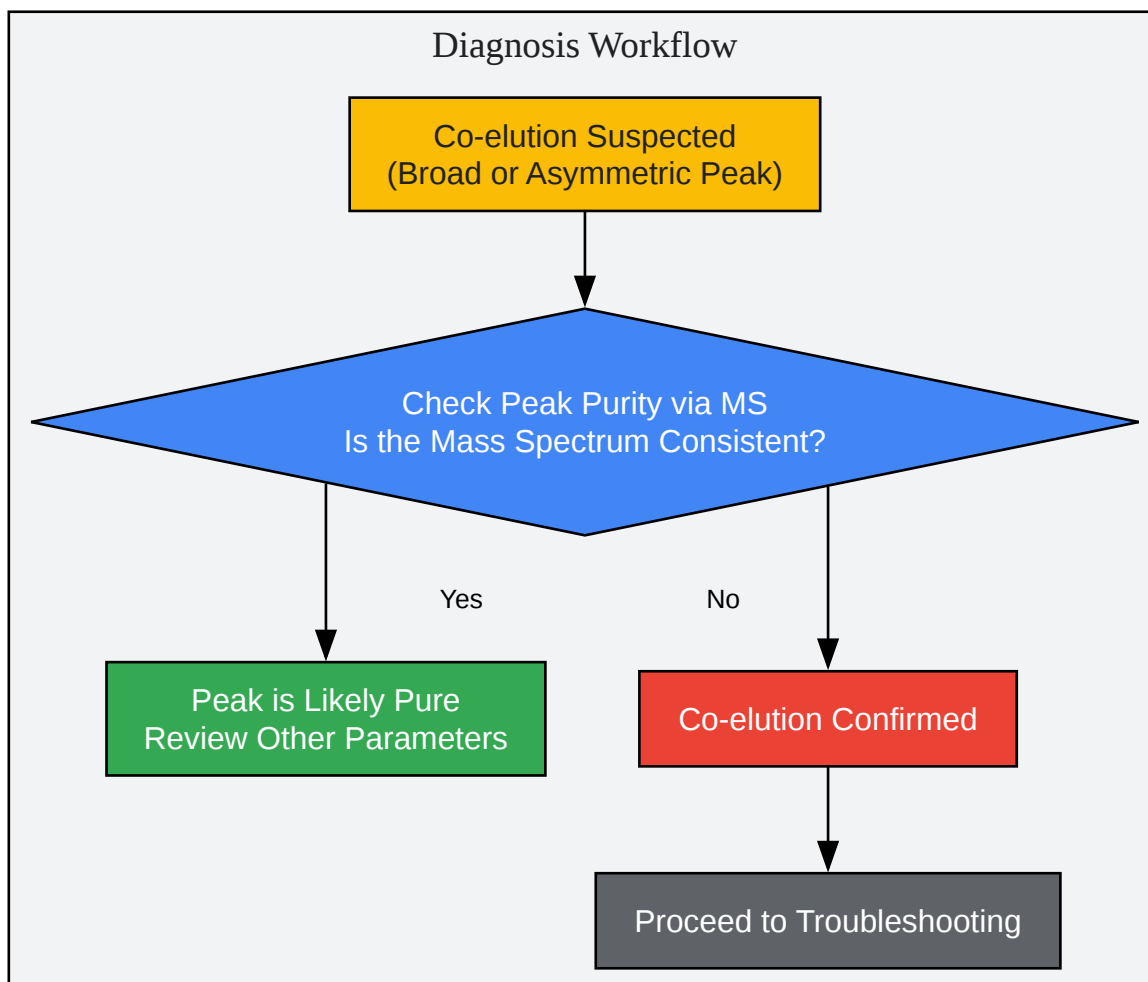 Diagnosis Workflow
Co-elution Suspected
(Broad or Asymmetric Peak)
Check Peak Purity via MS
Is the Mass Spectrum Consistent?
Yes
No
Peak is Likely Pure
Review Other Parameters
Co-elution Confirmed
Proceed to Troubleshooting